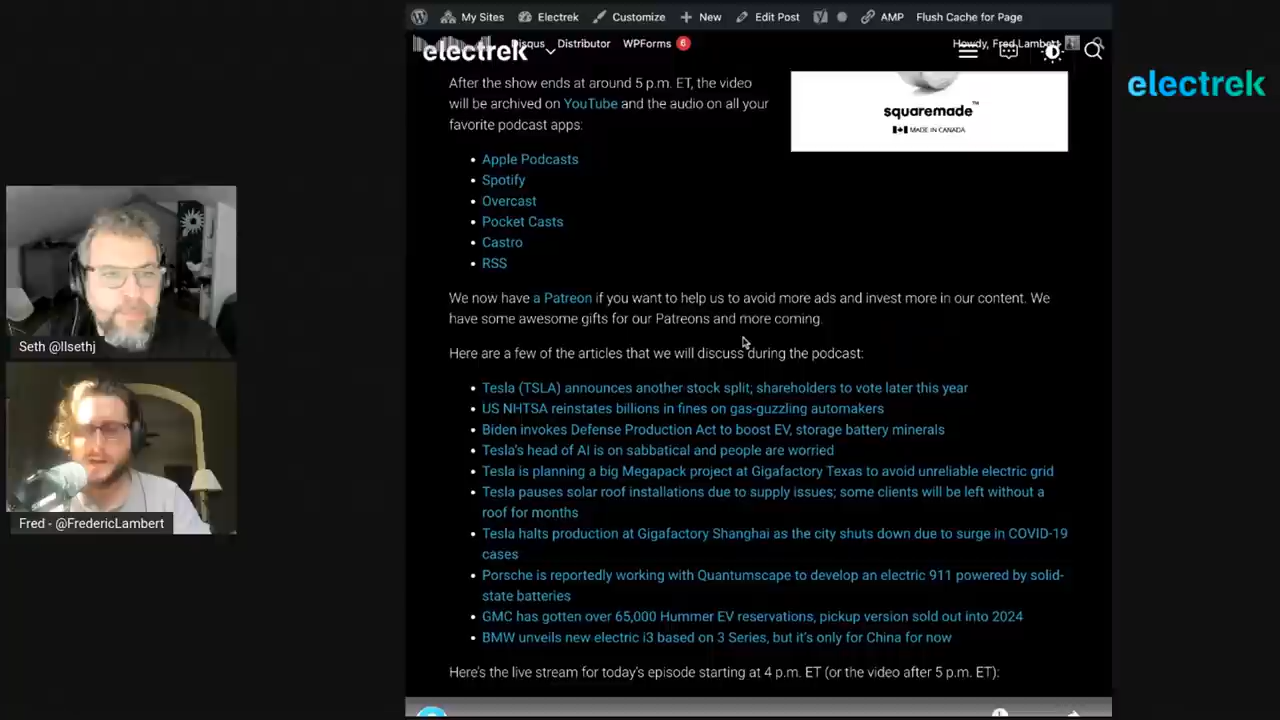 My Sites Electrek Customize New Edit Post AMP Flush Cache for Page
Disqus Distributor WPForms 6 Howdy, Fred Lambert
electrek
electrek
After the show ends at around 5 p.m. ET, the video
will be archived on YouTube and the audio on all your
favorite podcast apps:
squaremade™
MADE IN CANADA
Apple Podcasts
Spotify
Overcast
Pocket Casts
Castro
RSS
We now have a Patreon if you want to help us to avoid more ads and invest more in our content. We
have some awesome gifts for our Patreons and more coming.
Here are a few of the articles that we will discuss during the podcast:
Tesla (TSLA) announces another stock split; shareholders to vote later this year
US NHTSA reinstates billions in fines on gas-guzzling automakers
Biden invokes Defense Production Act to boost EV, storage battery minerals
Tesla's head of AI is on sabbatical and people are worried
Tesla is planning a big Megapack project at Gigafactory Texas to avoid unreliable electric grid
Tesla pauses solar roof installations due to supply issues; some clients will be left without a
roof for months
Tesla halts production at Gigafactory Shanghai as the city shuts down due to surge in COVID-19
cases
Porsche is reportedly working with Quantumscape to develop an electric 911 powered by solid-
state batteries
GMC has gotten over 65,000 Hummer EV reservations, pickup version sold out into 2024
BMW unveils new electric i3 based on 3 Series, but it's only for China for now
Here's the live stream for today's episode starting at 4 p.m. ET (or the video after 5 p.m. ET):
Seth @llsethj
Fred - @FredericLambert